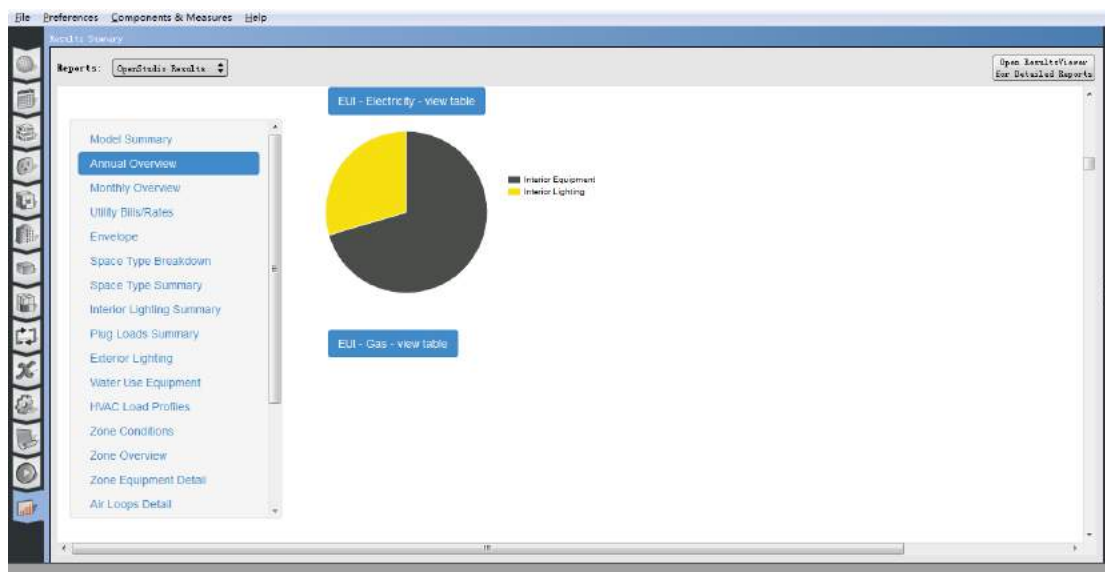 File Preferences Components & Measures Help
Results Summary
Reports: OpenStudio Results
Open ResultsViewer
for Detailed Reports
EUI - Electricity - view table
Model Summary
Annual Overview
Monthly Overview
Utility Bills/Rates
Envelope
Space Type Breakdown
Space Type Summary
Interior Lighting Summary
Plug Loads Summary
Exterior Lighting
Water Use Equipment
HVAC Load Profiles
Zone Conditions
Zone Overview
Zone Equipment Detail
Air Loops Detail
Interior Equipment
Interior Lighting
EUI - Gas - view table